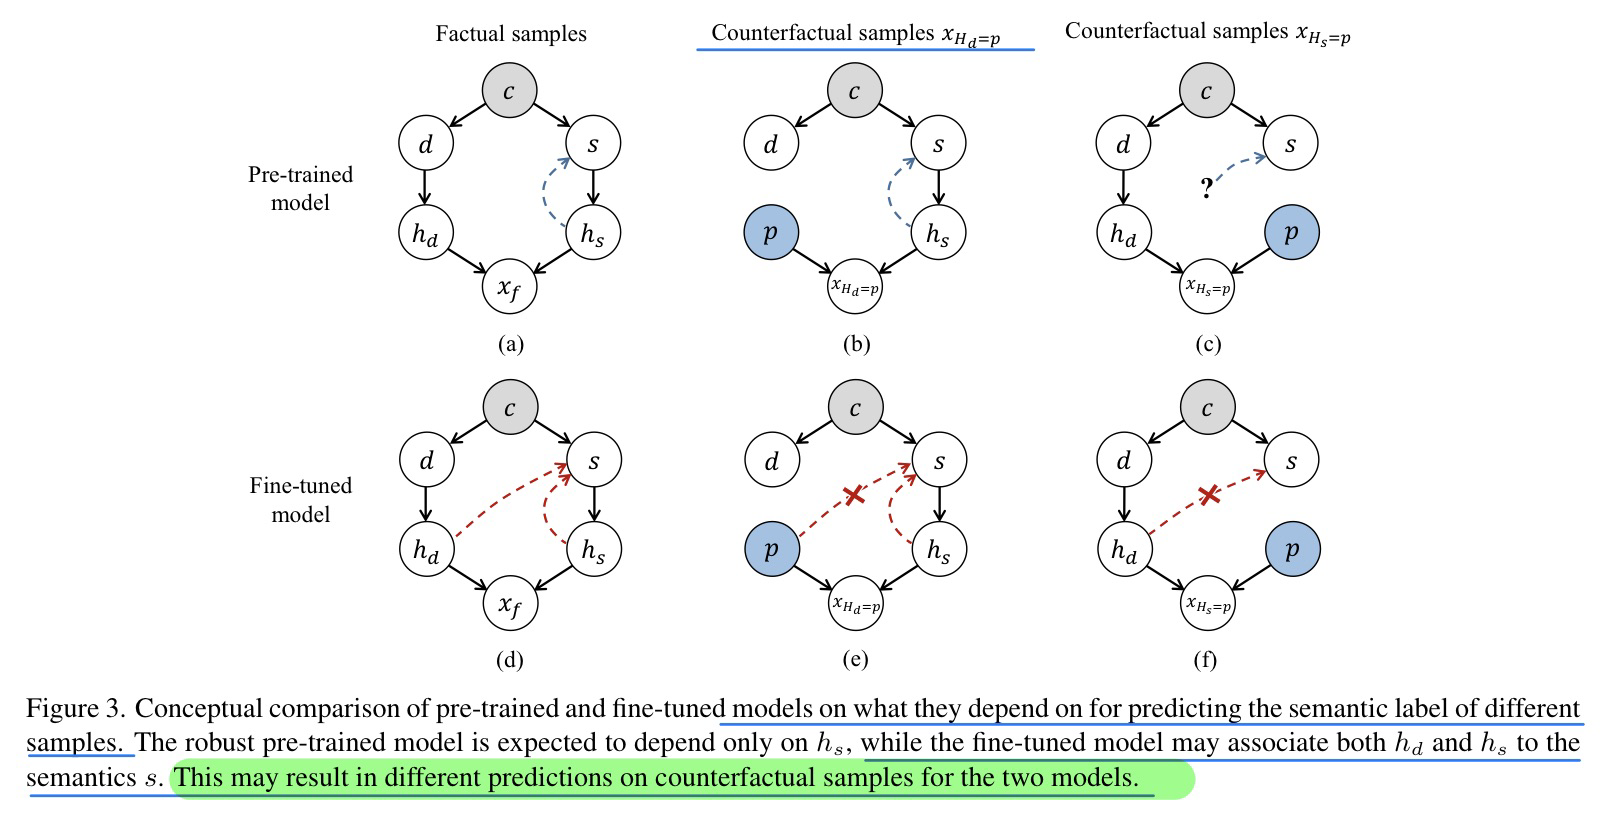 Factual samples
Counterfactual samples x_{H_d=p}
Counterfactual samples x_{H_s=p}
Pre-trained
model
c
d
s
h_d
h_s
x_f
(a)
c
d
s
p
h_s
x_{H_d=p}
(b)
c
d
s
?
h_d
p
x_{H_s=p}
(c)
Fine-tuned
model
c
d
s
h_d
h_s
x_f
(d)
c
d
s
p
h_s
x_{H_d=p}
(e)
c
d
s
h_d
p
x_{H_s=p}
(f)
Figure 3. Conceptual comparison of pre-trained and fine-tuned models on what they depend on for predicting the semantic label of different
samples. The robust pre-trained model is expected to depend only on h_s, while the fine-tuned model may associate both h_d and h_s to the
semantics s. This may result in different predictions on counterfactual samples for the two models.